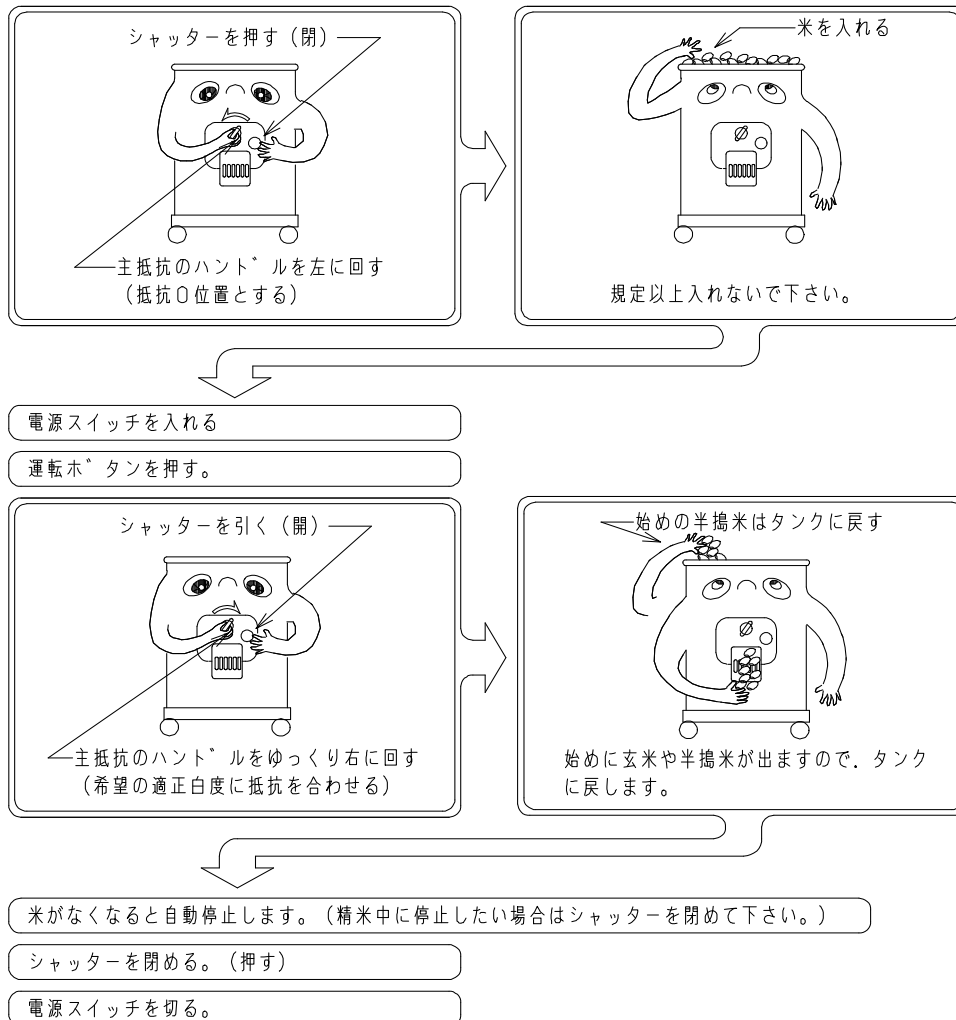 シャッターを押す（閉）
主抵抗のハンドルを左に回す
（抵抗０位置とする）
米を入れる
規定以上入れないで下さい。
電源スイッチを入れる
運転ボタンを押す。
シャッターを引く（開）
主抵抗のハンドルをゆっくり右に回す
（希望の適正白度に抵抗を合わせる）
始めの半搗米はタンクに戻す
始めに玄米や半搗米が出ますので．タンク
に戻します。
米がなくなると自動停止します。（精米中に停止したい場合はシャッターを閉めて下さい。）
シャッターを閉める。（押す）
電源スイッチを切る。